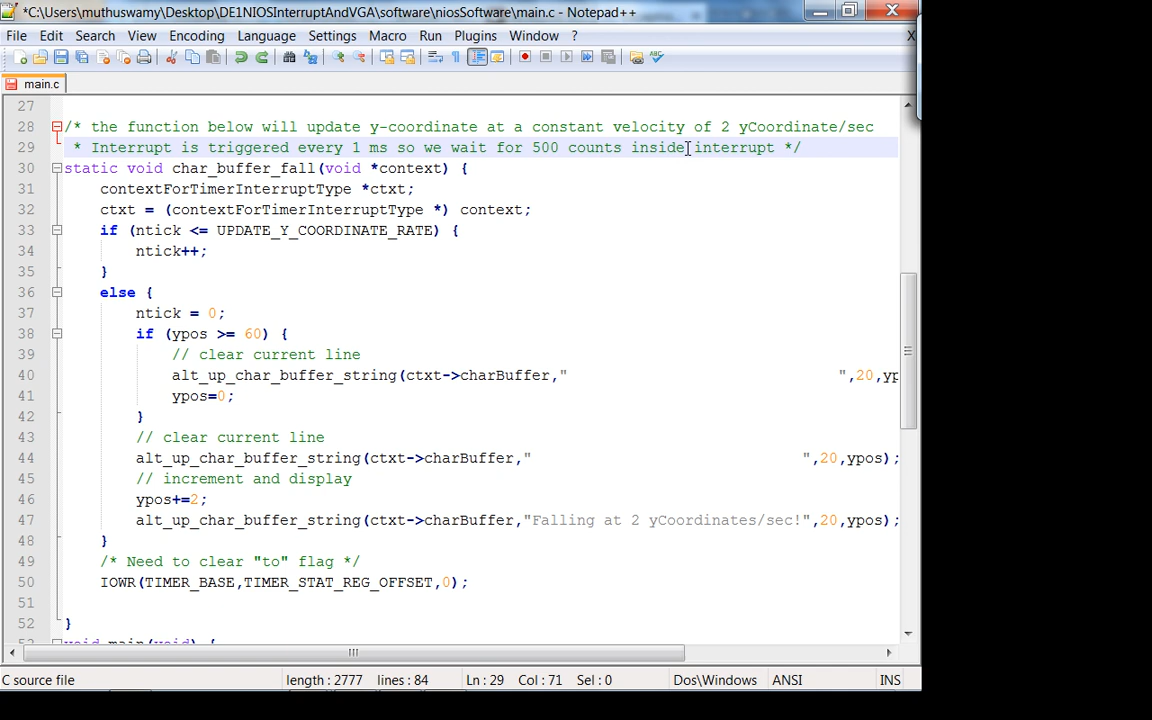 *C:\Users\muthuswamy\Desktop\DE1NIOSInterruptAndVGA\software\niosSoftware\main.c - Notepad++
File Edit Search View Encoding Language Settings Macro Run Plugins Window ? X
main.c
27
28 /* the function below will update y-coordinate at a constant velocity of 2 yCoordinate/sec
29 * Interrupt is triggered every 1 ms so we wait for 500 counts inside interrupt */
30 static void char_buffer_fall(void *context) {
31 contextForTimerInterruptType *ctxt;
32 ctxt = (contextForTimerInterruptType *) context;
33 if (ntick <= UPDATE_Y_COORDINATE_RATE) {
34 ntick++;
35 }
36 else {
37 ntick = 0;
38 if (ypos >= 60) {
39 // clear current line
40 alt_up_char_buffer_string(ctxt->charBuffer," ",20,yp
41 ypos=0;
42 }
43 // clear current line
44 alt_up_char_buffer_string(ctxt->charBuffer," ",20,ypos);
45 // increment and display
46 ypos+=2;
47 alt_up_char_buffer_string(ctxt->charBuffer,"Falling at 2 yCoordinates/sec!",20,ypos);
48 }
49 /* Need to clear "to" flag */
50 IOWR(TIMER_BASE,TIMER_STAT_REG_OFFSET,0);
51
52 }
53 void main(void) {
C source file length : 2777 lines : 84 Ln : 29 Col : 71 Sel : 0 Dos\Windows ANSI INS